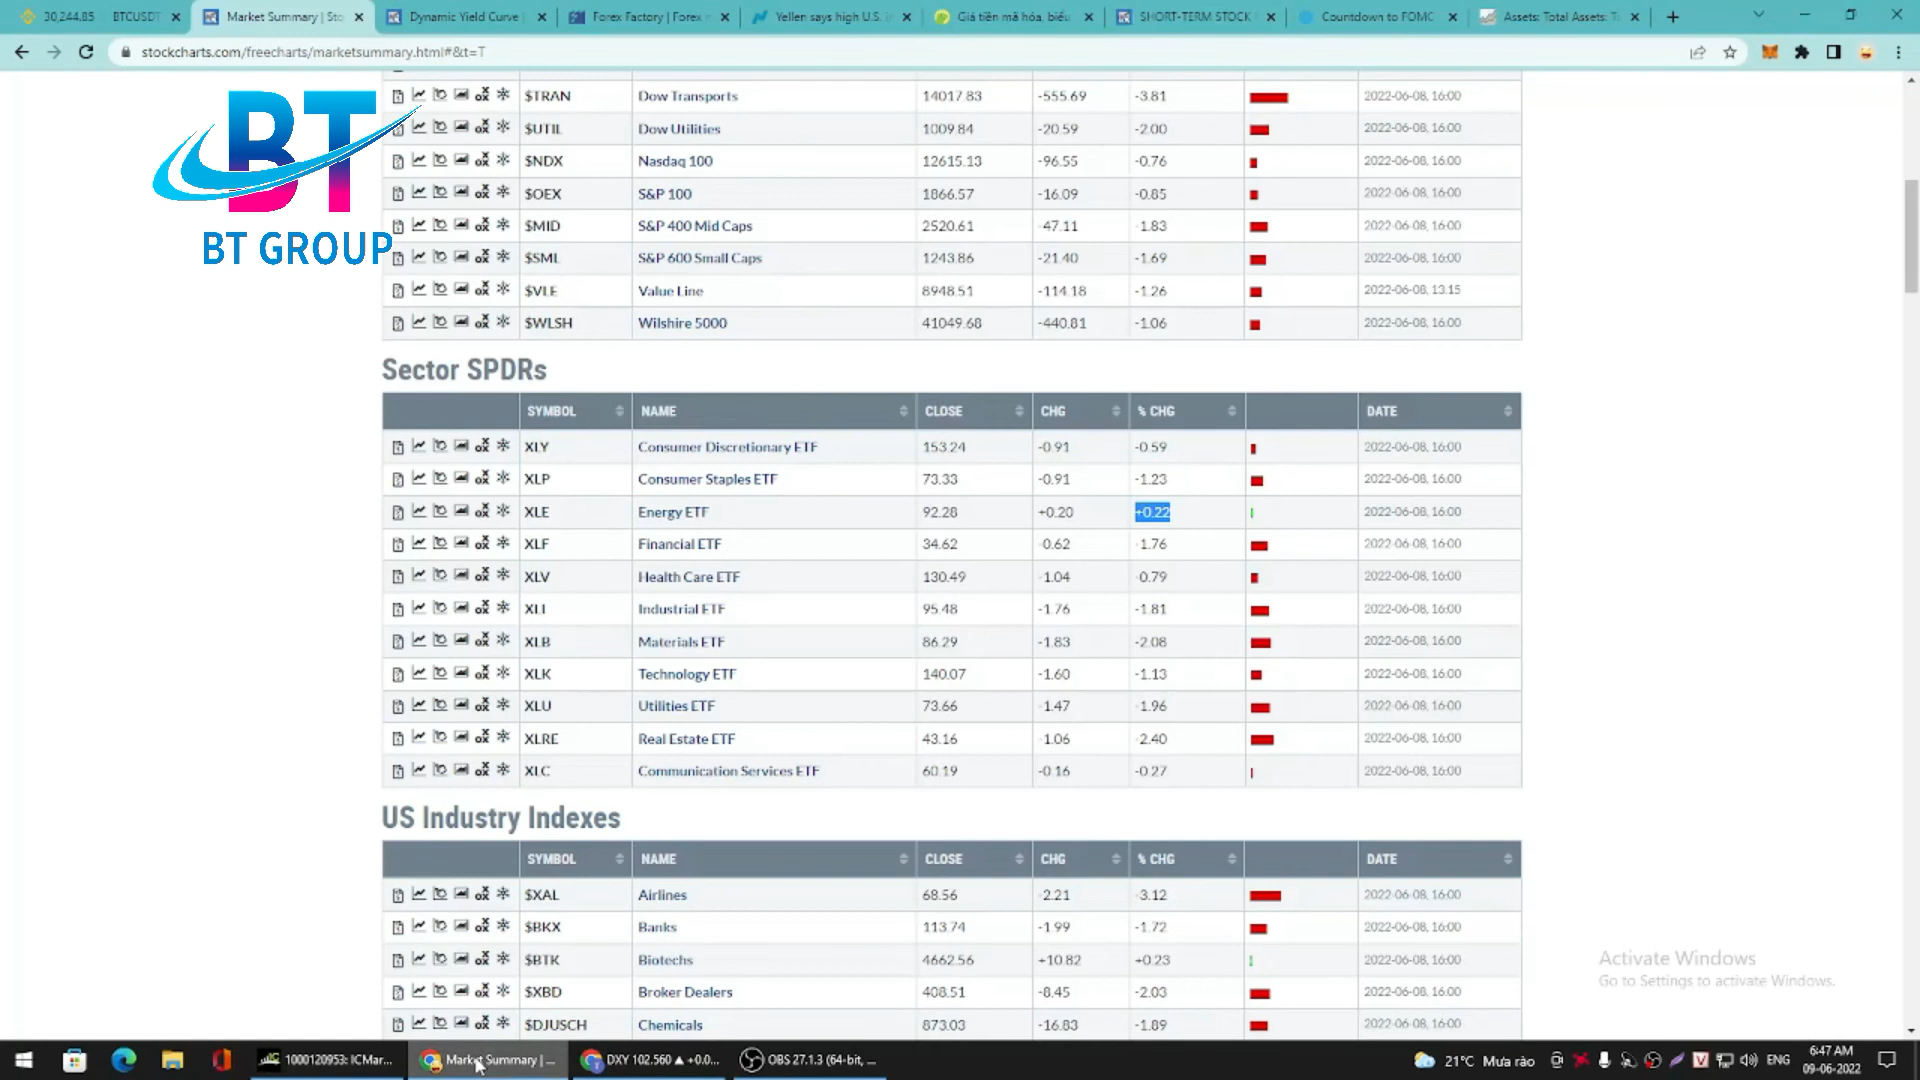 30,244.85 BTCUSDT
Market Summary | Sto
Dynamic Yield Curve |
Forex Factory | Forex
Yellen says high U.S. i
Giá tiền mã hóa, biểu
SHORT-TERM STOCK
Countdown to FOMC
Assets: Total Assets: T
stockcharts.com/freecharts/marketsummary.html#&t=T
BT
BT GROUP
$TRAN Dow Transports 14017.83 -555.69 -3.81 2022-06-08, 16:00
$UTIL Dow Utilities 1009.84 -20.59 -2.00 2022-06-08, 16:00
$NDX Nasdaq 100 12615.13 -96.55 -0.76 2022-06-08, 16:00
$OEX S&P 100 1866.57 -16.09 -0.85 2022-06-08, 16:00
$MID S&P 400 Mid Caps 2520.61 -47.11 -1.83 2022-06-08, 16:00
$SML S&P 600 Small Caps 1243.86 -21.40 -1.69 2022-06-08, 16:00
$VLE Value Line 8948.51 -114.18 -1.26 2022-06-08, 13:15
$WLSH Wilshire 5000 41049.68 -440.81 -1.06 2022-06-08, 16:00
Sector SPDRs
SYMBOL NAME CLOSE CHG % CHG DATE
XLY Consumer Discretionary ETF 153.24 -0.91 -0.59 2022-06-08, 16:00
XLP Consumer Staples ETF 73.33 -0.91 -1.23 2022-06-08, 16:00
XLE Energy ETF 92.28 +0.20 +0.22 2022-06-08, 16:00
XLF Financial ETF 34.62 -0.62 -1.76 2022-06-08, 16:00
XLV Health Care ETF 130.49 -1.04 -0.79 2022-06-08, 16:00
XLI Industrial ETF 95.48 -1.76 -1.81 2022-06-08, 16:00
XLB Materials ETF 86.29 -1.83 -2.08 2022-06-08, 16:00
XLK Technology ETF 140.07 -1.60 -1.13 2022-06-08, 16:00
XLU Utilities ETF 73.66 -1.47 -1.96 2022-06-08, 16:00
XLRE Real Estate ETF 43.16 -1.06 -2.40 2022-06-08, 16:00
XLC Communication Services ETF 60.19 -0.16 -0.27 2022-06-08, 16:00
US Industry Indexes
SYMBOL NAME CLOSE CHG % CHG DATE
$XAL Airlines 68.56 -2.21 -3.12 2022-06-08, 16:00
$BKX Banks 113.74 -1.99 -1.72 2022-06-08, 16:00
$BTK Biotechs 4662.56 +10.82 +0.23 2022-06-08, 16:00
$XBD Broker Dealers 408.51 -8.45 -2.03 2022-06-08, 16:00
$DJUSCH Chemicals 873.03 -16.83 -1.89 2022-06-08, 16:00
Activate Windows
Go to Settings to activate Windows.
1000120953: ICMar...
Market Summary | ...
DXY 102.560 ▲ +0.0...
OBS 27.1.3 (64-bit, ...
21°C Mưa rào
ENG
6:47 AM
09-06-2022